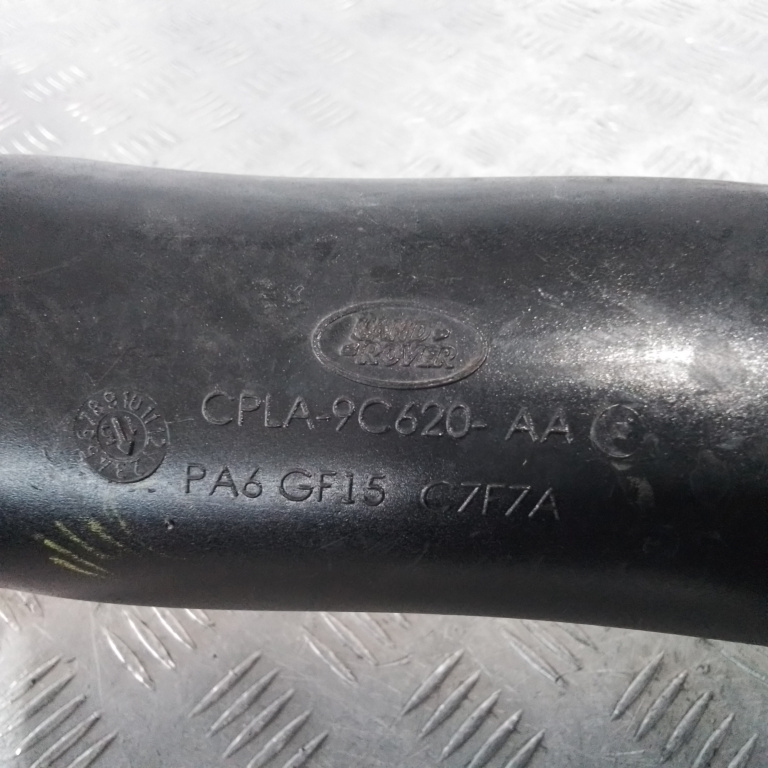 LAND
ROVER
CPLA-9C620- AA
PA6 GF15 C7F7A